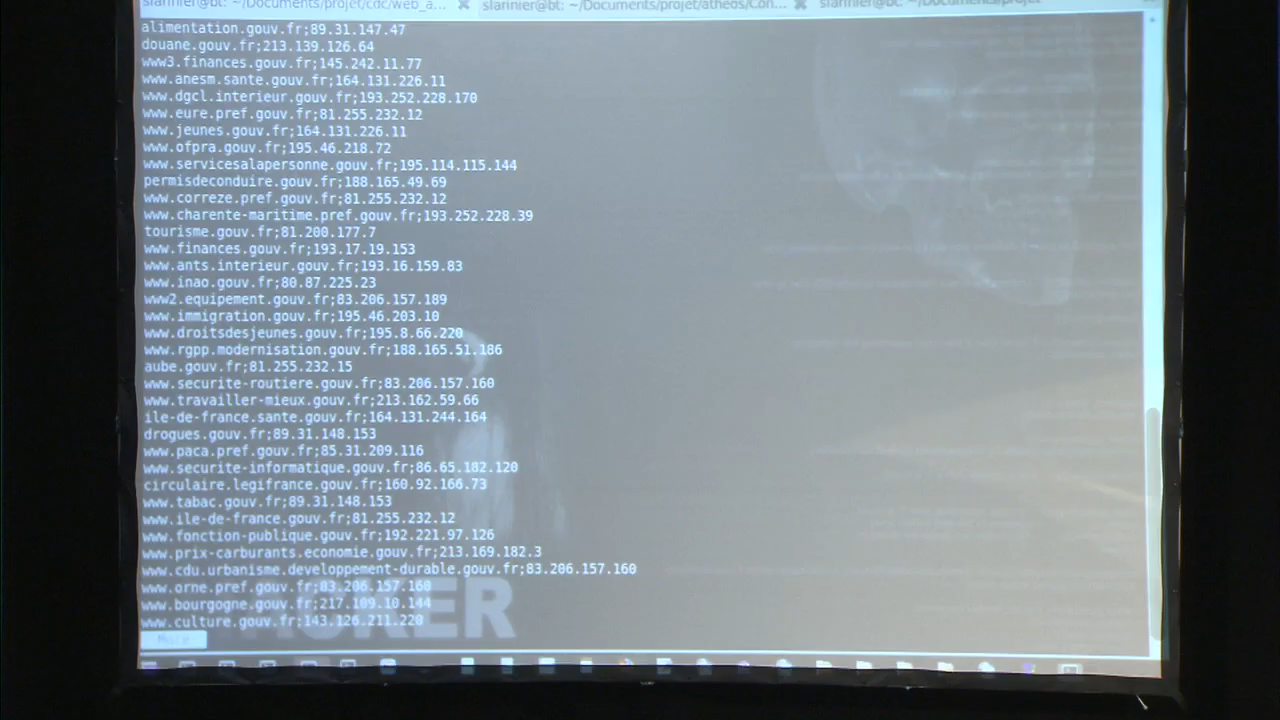 slannier@bt: ~/Documents/projet/cdc/web_a... slannier@bt: ~/Documents/projet/atheos/Con... slannier@bt: ~/Documents/projet
alimentation.gouv.fr;89.31.147.47
douane.gouv.fr;213.139.126.64
www3.finances.gouv.fr;145.242.11.77
www.anesm.sante.gouv.fr;164.131.226.11
www.dgcl.interieur.gouv.fr;193.252.228.170
www.eure.pref.gouv.fr;81.255.232.12
www.jeunes.gouv.fr;164.131.226.11
www.ofpra.gouv.fr;195.46.218.72
www.servicesalapersonne.gouv.fr;195.114.115.144
permisdeconduire.gouv.fr;188.165.49.69
www.correze.pref.gouv.fr;81.255.232.12
www.charente-maritime.pref.gouv.fr;193.252.228.39
tourisme.gouv.fr;81.200.177.7
www.finances.gouv.fr;193.17.19.153
www.ants.interieur.gouv.fr;193.16.159.83
www.inao.gouv.fr;80.87.225.23
www2.equipement.gouv.fr;83.206.157.189
www.immigration.gouv.fr;195.46.203.10
www.droitsdesjeunes.gouv.fr;195.8.66.220
www.rgpp.modernisation.gouv.fr;188.165.51.186
aube.gouv.fr;81.255.232.15
www.securite-routiere.gouv.fr;83.206.157.160
www.travailler-mieux.gouv.fr;213.162.59.66
ile-de-france.sante.gouv.fr;164.131.244.164
drogues.gouv.fr;89.31.148.153
www.paca.pref.gouv.fr;85.31.209.116
www.securite-informatique.gouv.fr;86.65.182.120
circulaire.legifrance.gouv.fr;160.92.166.73
www.tabac.gouv.fr;89.31.148.153
www.ile-de-france.gouv.fr;81.255.232.12
www.fonction-publique.gouv.fr;192.221.97.126
www.prix-carburants.economie.gouv.fr;213.169.182.3
www.cdu.urbanisme.developpement-durable.gouv.fr;83.206.157.160
www.orne.pref.gouv.fr;83.206.157.160
www.bourgogne.gouv.fr;217.109.10.144
www.culture.gouv.fr;143.126.211.220